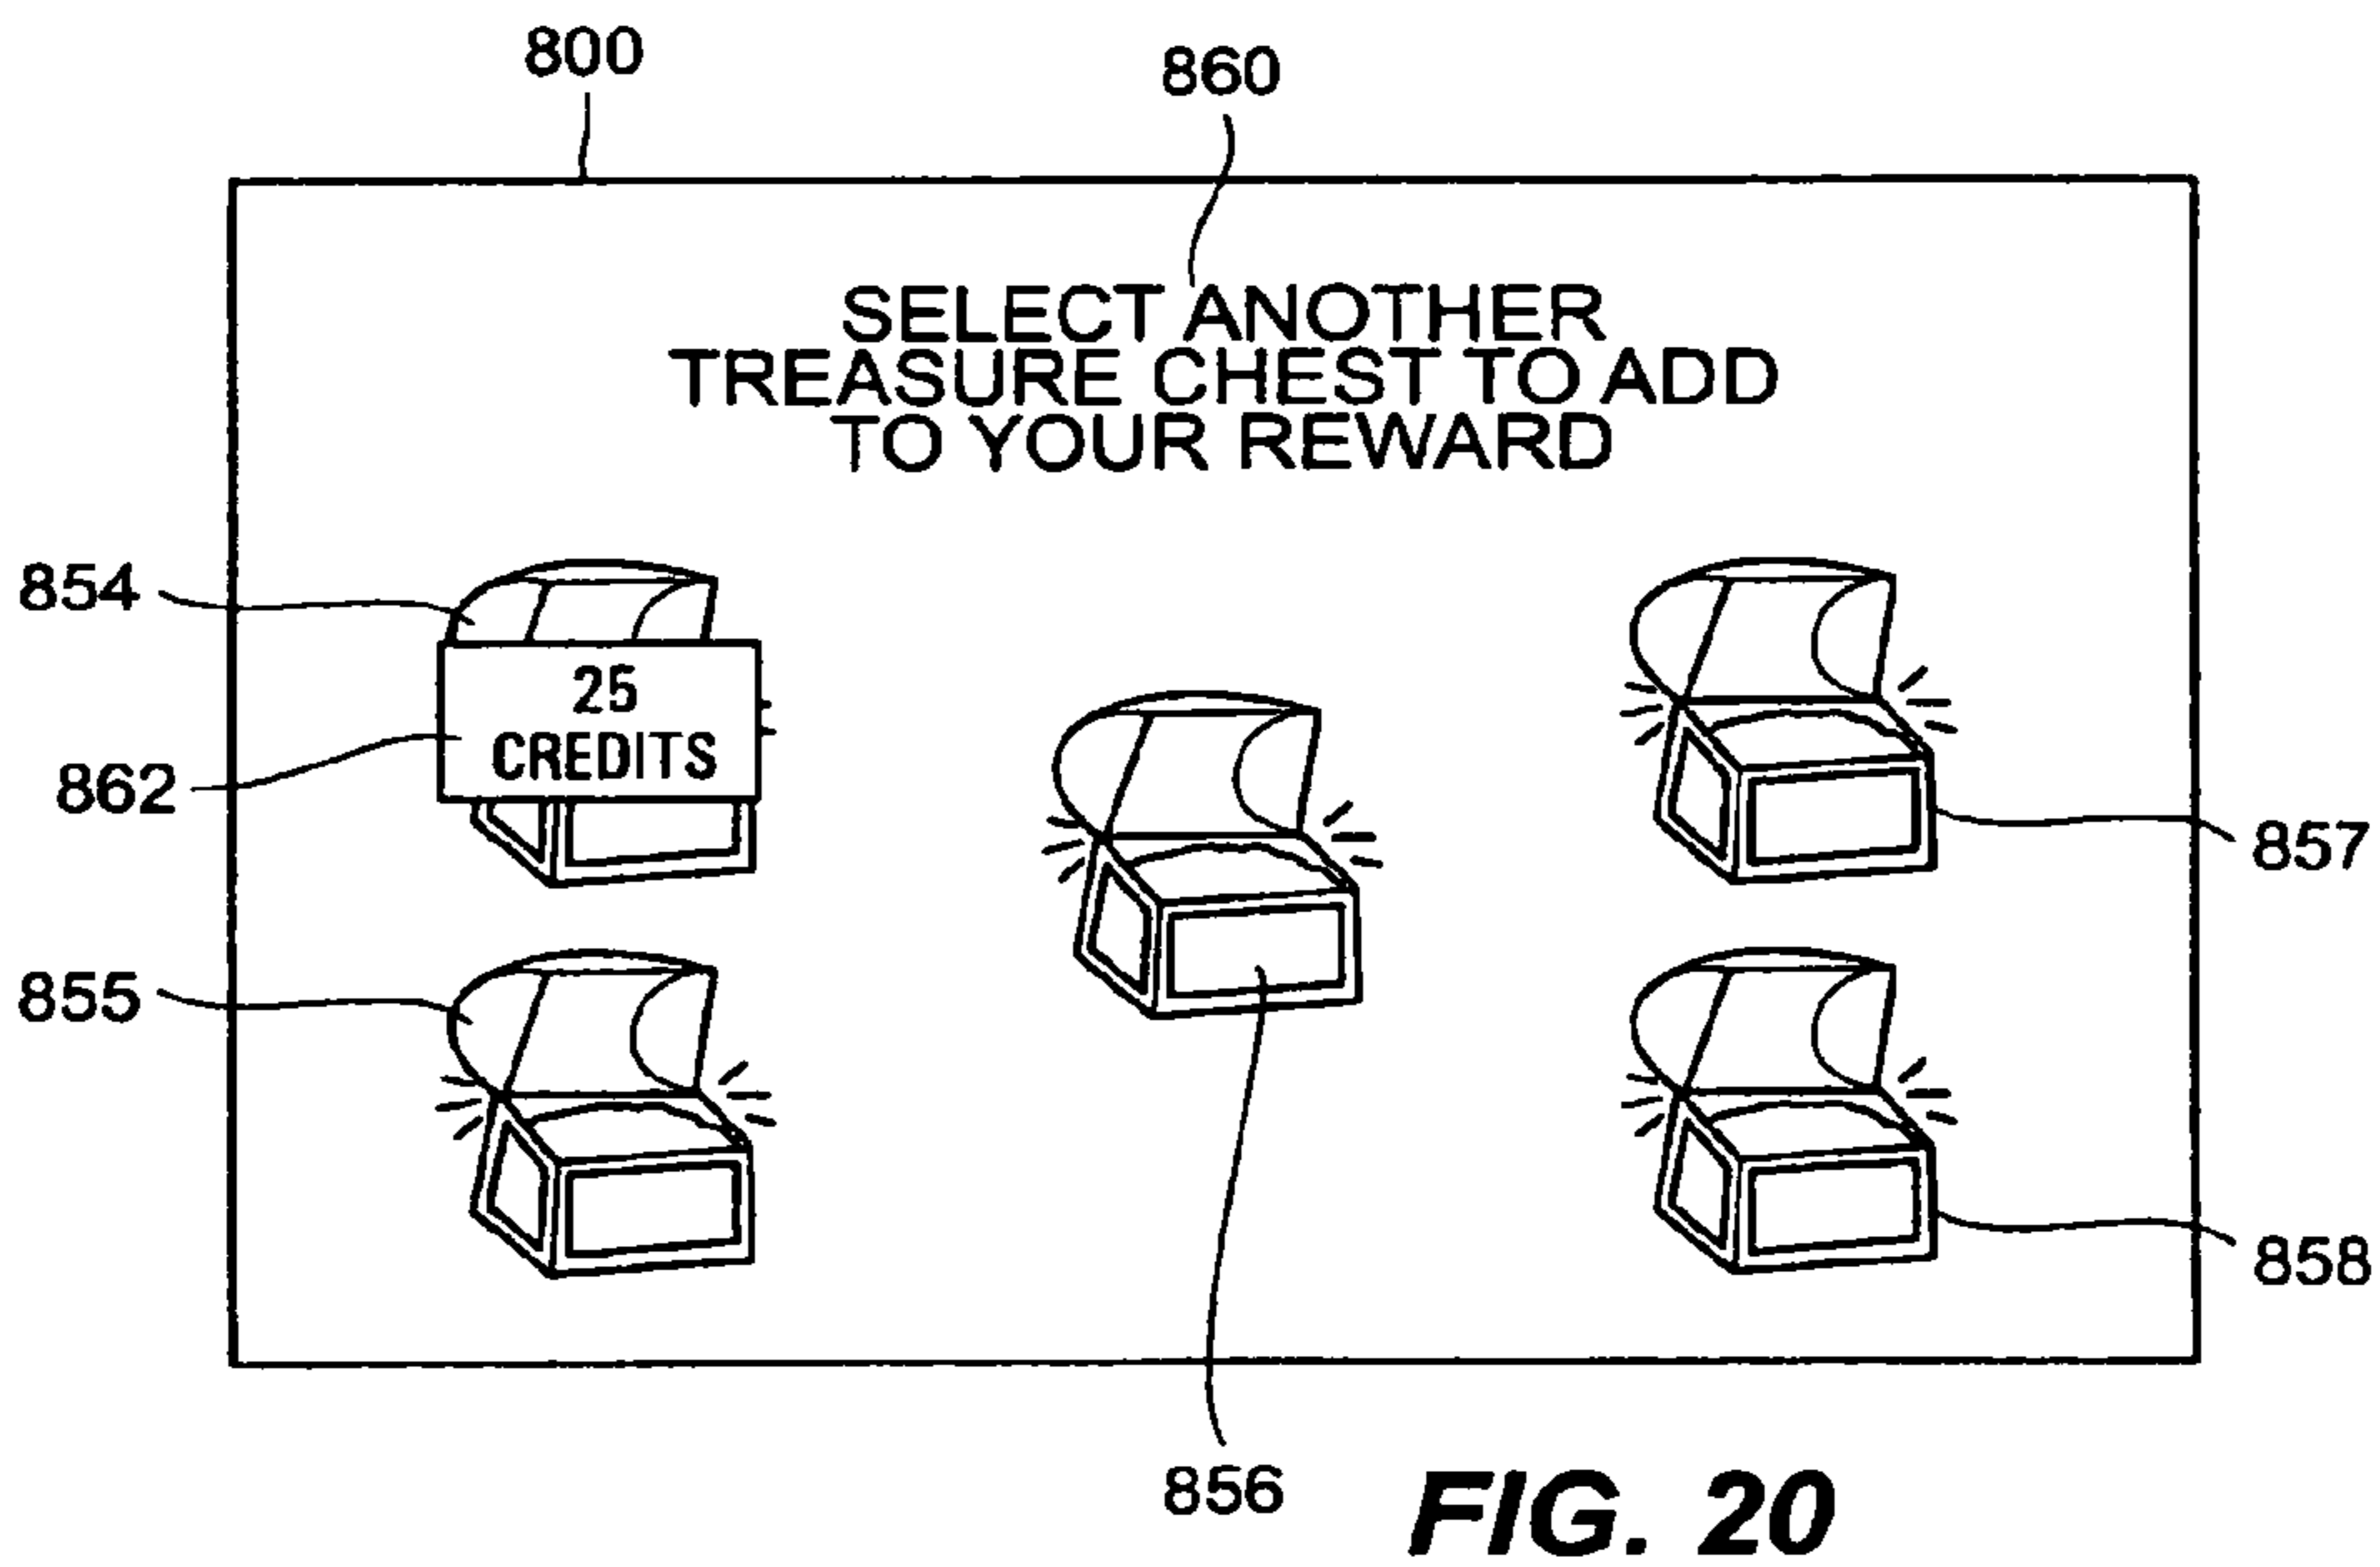 800
860
SELECT ANOTHER
TREASURE CHEST TO ADD
TO YOUR REWARD
854
25
CREDITS
862
857
855
858
856
FIG. 20